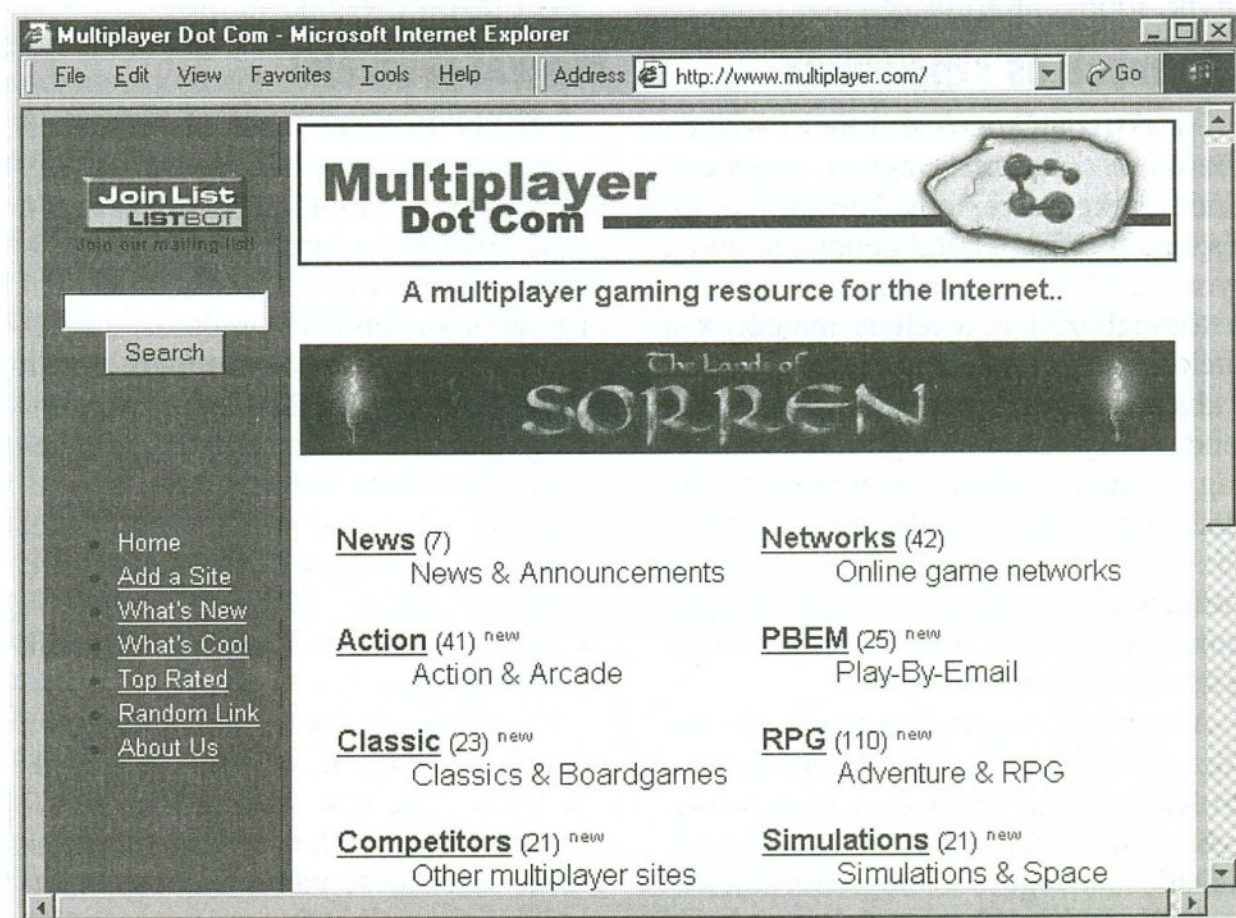 Multiplayer Dot Com - Microsoft Internet Explorer
File Edit View Favorites Tools Help Address http://www.multiplayer.com/ Go
Join List
LISTBOT
Join our mailing list!
Search
Home
Add a Site
What's New
What's Cool
Top Rated
Random Link
About Us
Multiplayer
Dot Com
A multiplayer gaming resource for the Internet..
The Lands of
SORREN
News (7)
News & Announcements
Networks (42)
Online game networks
Action (41) new
Action & Arcade
PBEM (25) new
Play-By-Email
Classic (23) new
Classics & Boardgames
RPG (110) new
Adventure & RPG
Competitors (21) new
Other multiplayer sites
Simulations (21) new
Simulations & Space